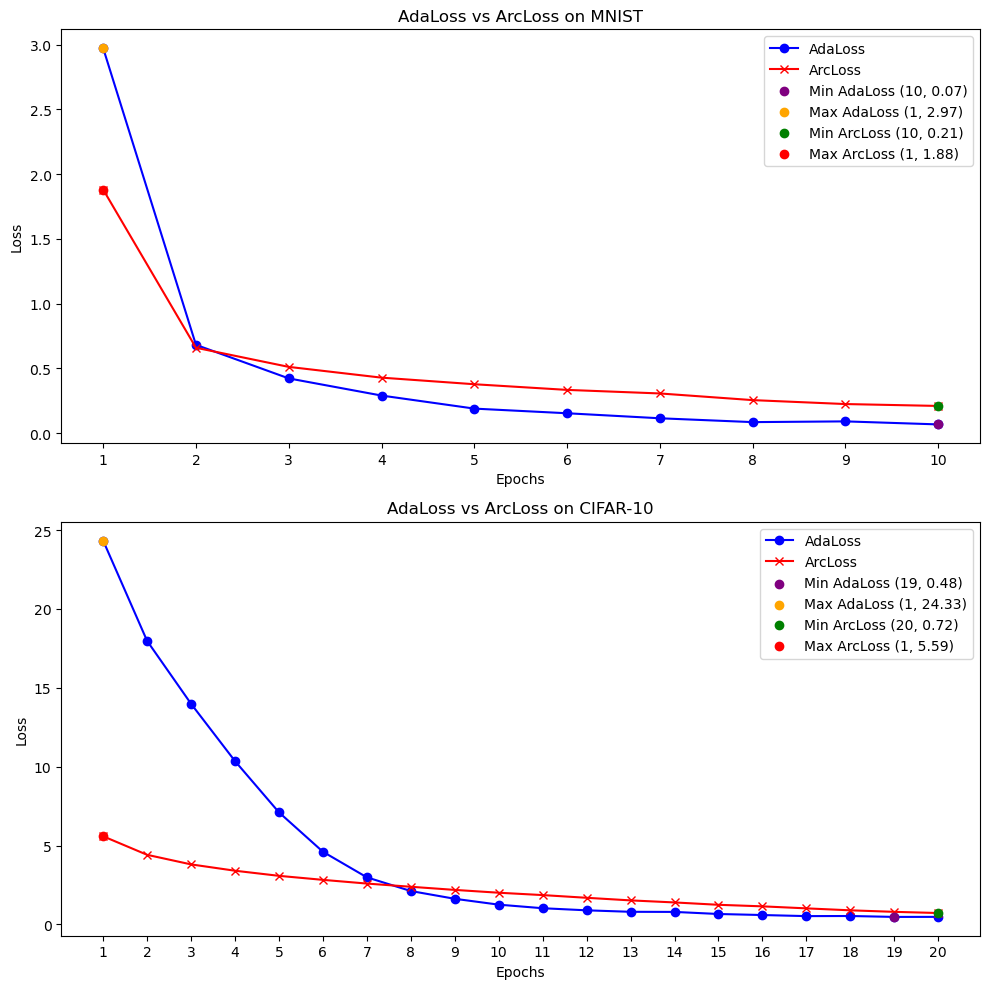 AdaLoss vs ArcLoss on MNIST
3.0
2.5
2.0
1.5
1.0
0.5
0.0
Loss
AdaLoss
ArcLoss
Min AdaLoss (10, 0.07)
Max AdaLoss (1, 2.97)
Min ArcLoss (10, 0.21)
Max ArcLoss (1, 1.88)
1 2 3 4 5 6 7 8 9 10
Epochs
AdaLoss vs ArcLoss on CIFAR-10
25
20
15
10
5
0
Loss
AdaLoss
ArcLoss
Min AdaLoss (19, 0.48)
Max AdaLoss (1, 24.33)
Min ArcLoss (20, 0.72)
Max ArcLoss (1, 5.59)
1 2 3 4 5 6 7 8 9 10 11 12 13 14 15 16 17 18 19 20
Epochs